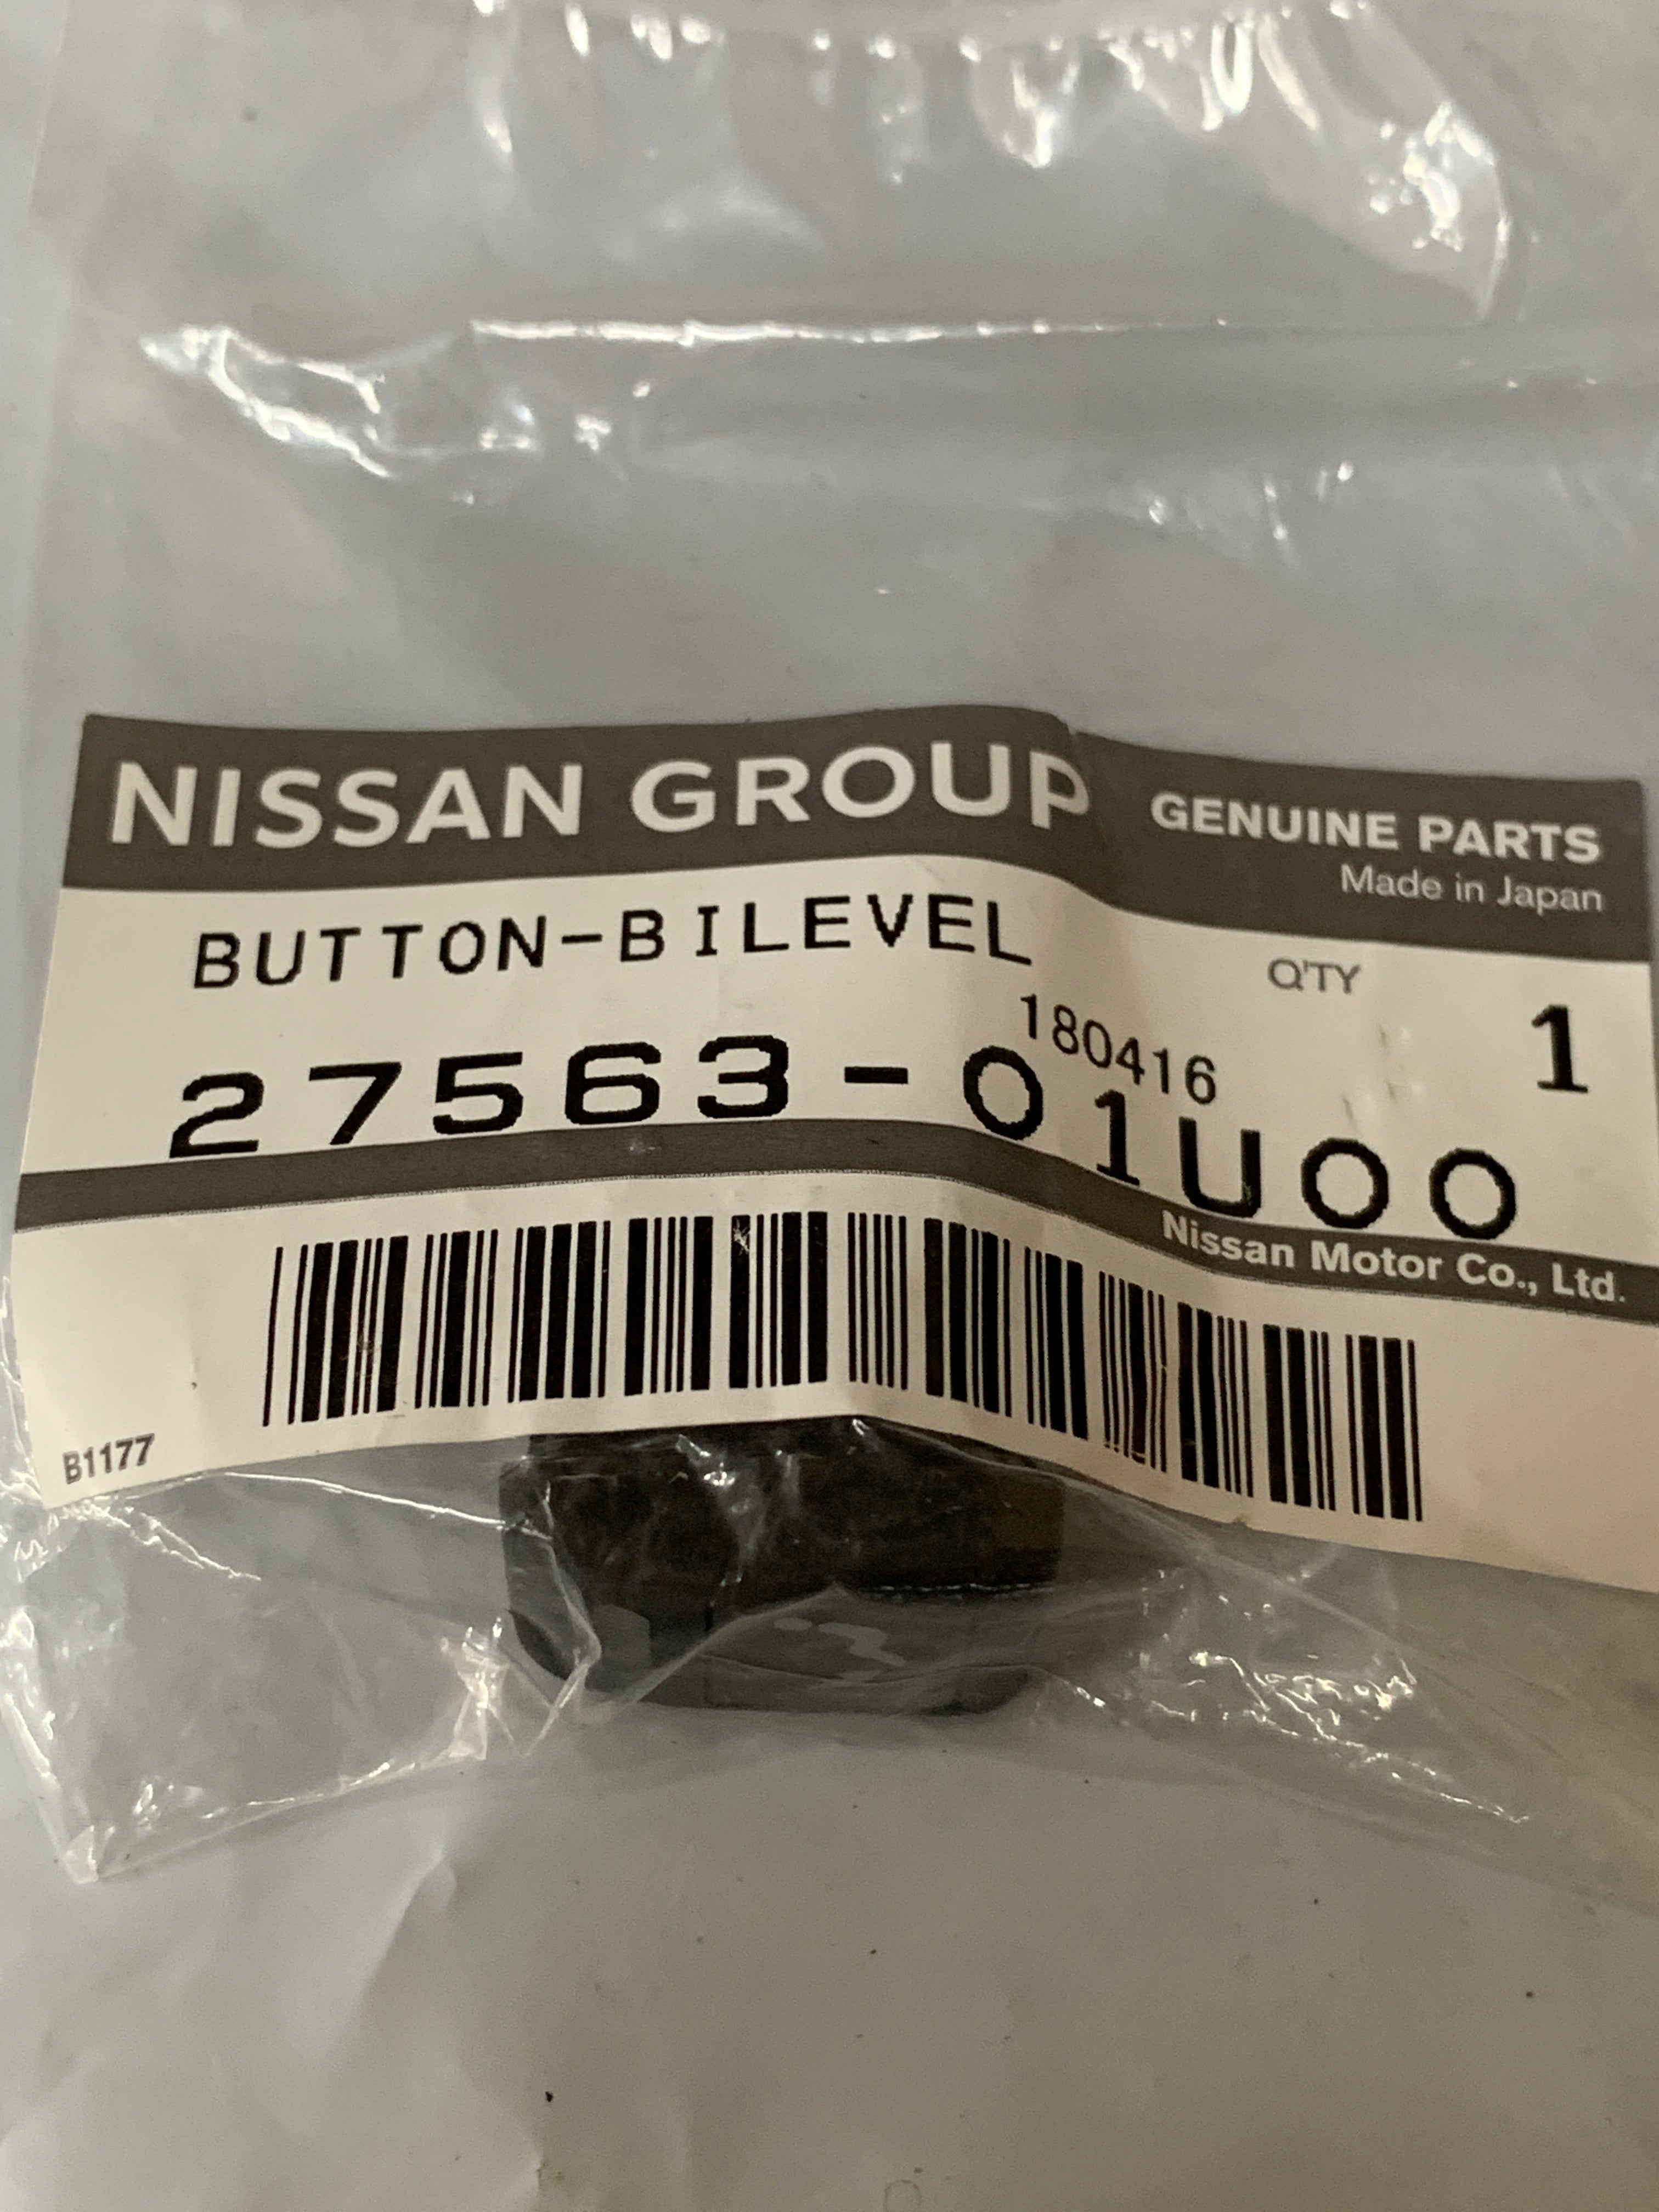 NISSAN GROUP GENUINE PARTS
Made in Japan
BUTTON-BILEVEL
Q'TY 1
180416
27563-01U00
Nissan Motor Co., Ltd.
B1177